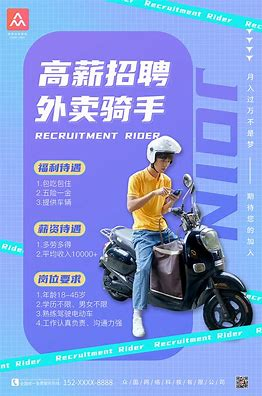 Recruitment Rider
高薪招聘
外卖骑手
RECRUITMENT RIDER
JOIN
月入过万不是梦
期待您的加入
福利待遇
1.包吃包住
2.五险一金
3.提供车辆
薪资待遇
1.多劳多得
2.平均收入10000+
岗位要求
1.年龄18-45岁
2.学历不限、男女不限
3.熟练驾驶电动车
4.工作认真负责、沟通力强
Recruitment Rider
Recruitment Rider
152-XXXX-8888